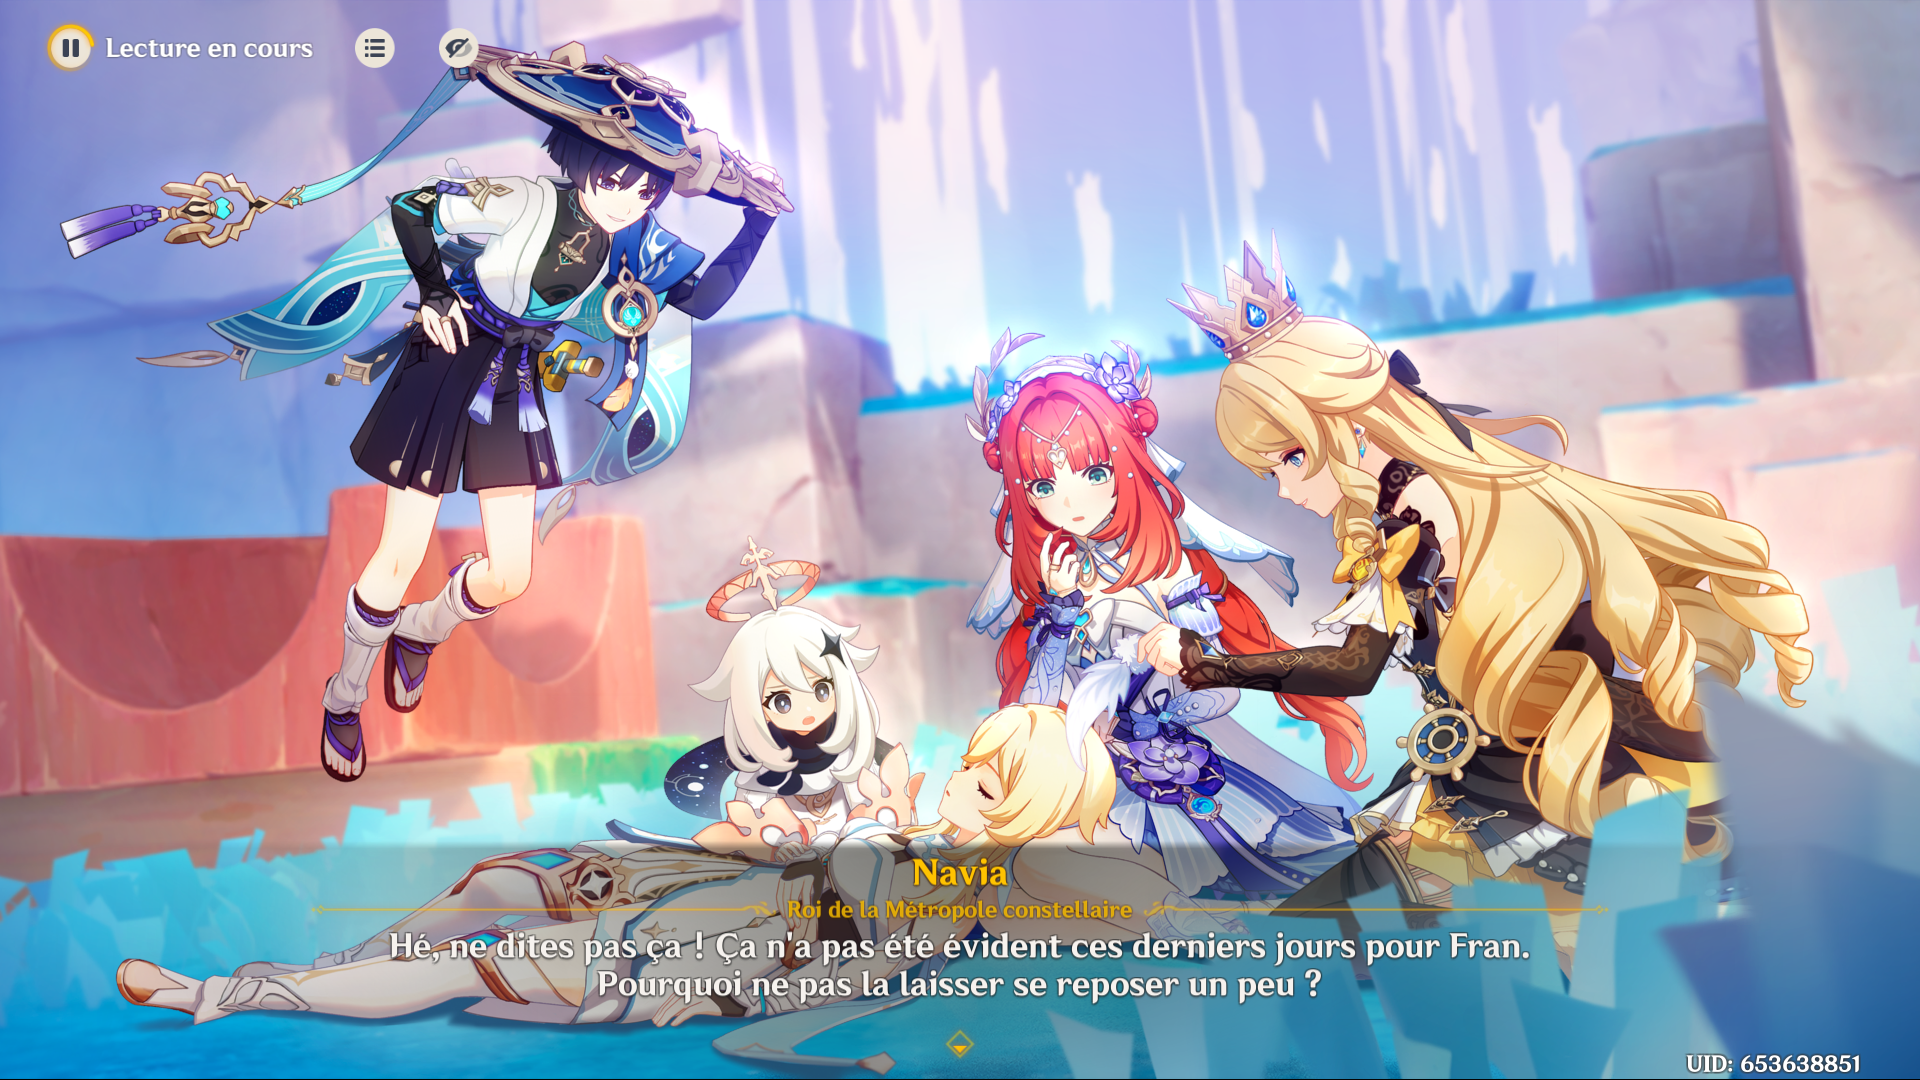 Lecture en cours
Navia
Roi de la Métropole constellaire
Hé, ne dites pas ça ! Ça n'a pas été évident ces derniers jours pour Fran.
Pourquoi ne pas la laisser se reposer un peu ?
UID: 653638851